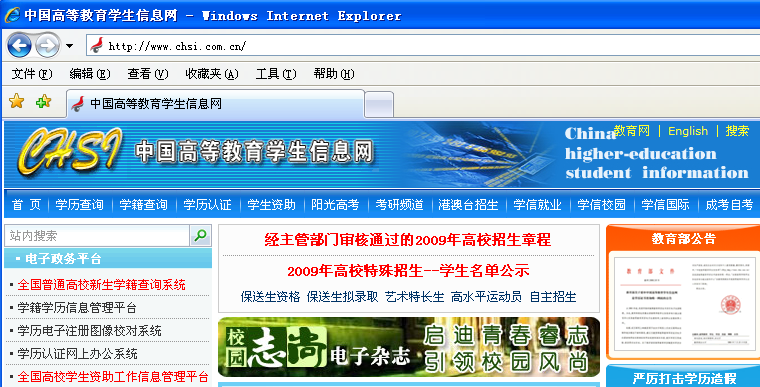 中国高等教育学生信息网 - Windows Internet Explorer
http://www.chsi.com.cn/
文件(F) 编辑(E) 查看(V) 收藏夹(A) 工具(T) 帮助(H)
中国高等教育学生信息网
CHSI 中国高等教育学生信息网
China higher-education student information
教育网 | English | 搜索
首 页 | 学历查询 | 学籍查询 | 学历认证 | 学生资助 | 阳光高考 | 考研频道 | 港澳台招生 | 学信就业 | 学信校园 | 学信国际 | 成考自考
站内搜索
电子政务平台
全国普通高校新生学籍查询系统
学籍学历信息管理平台
学历电子注册图像校对系统
学历认证网上办公系统
全国高校学生资助工作信息管理平台
经主管部门审核通过的2009年高校招生章程
2009年高校特殊招生--学生名单公示
保送生资格 保送生拟录取 艺术特长生 高水平运动员 自主招生
校园志尚电子杂志
启迪青春睿志
引领校园风尚
教育部公告
严厉打击学历造假